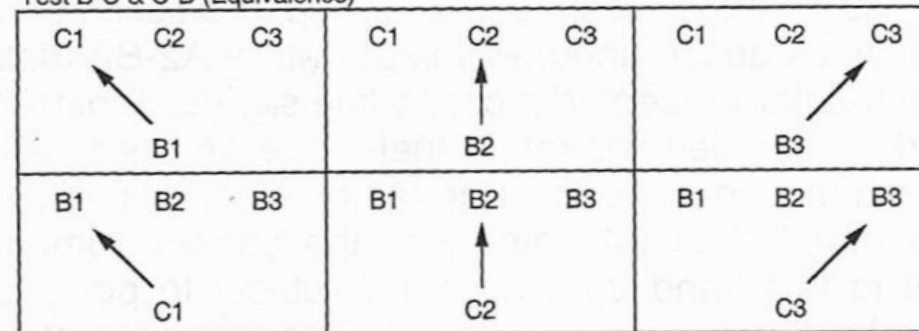 Test B-C & C-B (Equivalence)
C1 C2 C3 C1 C2 C3 C1 C2 C3
B1 B2 B3
B1 B2 B3 B1 B2 B3 B1 B2 B3
C1 C2 C3